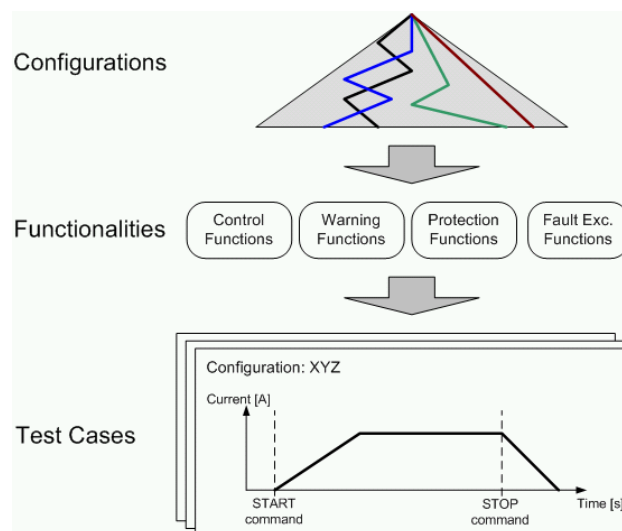 Configurations
Functionalities
Control
Functions
Warning
Functions
Protection
Functions
Fault Exc.
Functions
Test Cases
Configuration: XYZ
Current [A]
START
command
STOP
command
Time [s]